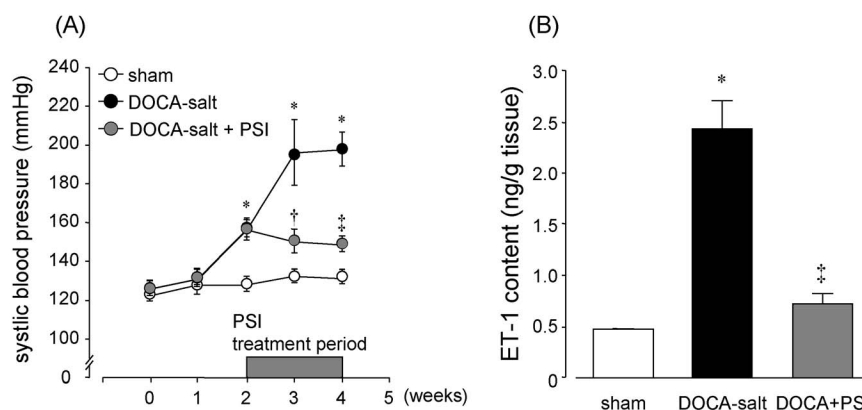 (A)
systlic blood pressure (mmHg)
240
220
200
180
160
140
120
100
0
sham
DOCA-salt
DOCA-salt + PSI
*
*
*
†
‡
PSI
treatment period
0 1 2 3 4 5 (weeks)
(B)
ET-1 content (ng/g tissue)
3.0
2.5
2.0
1.5
1.0
0.5
0
*
‡
sham DOCA-salt DOCA+PS